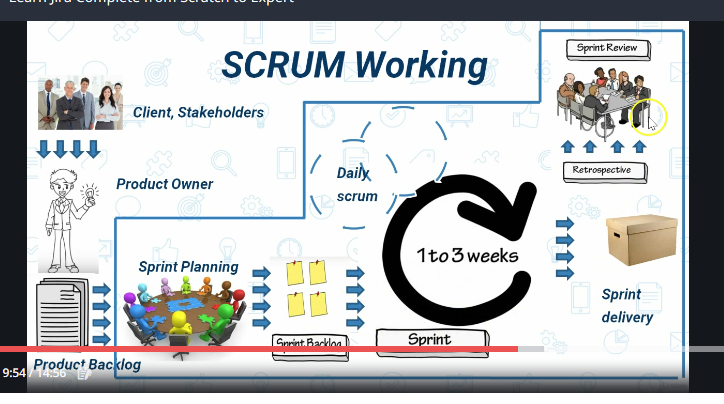 Learn Jira Complete from Scratch to Expert
SCRUM Working
Sprint Review
Client, Stakeholders
Retrospective
Product Owner
Daily
scrum
1 to 3 weeks
Sprint Planning
Sprint
delivery
Sprint Backlog
Sprint
Product Backlog
9:54 / 14:56